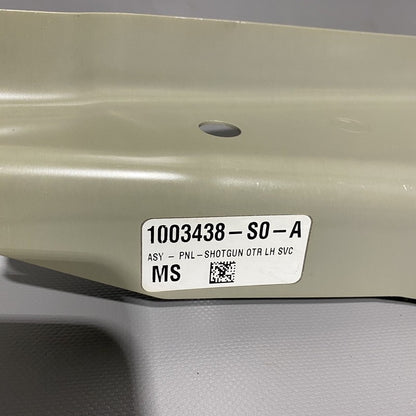 1003438-S0-A
ASY - PNL-SHOTGUN OTR LH SVC
MS